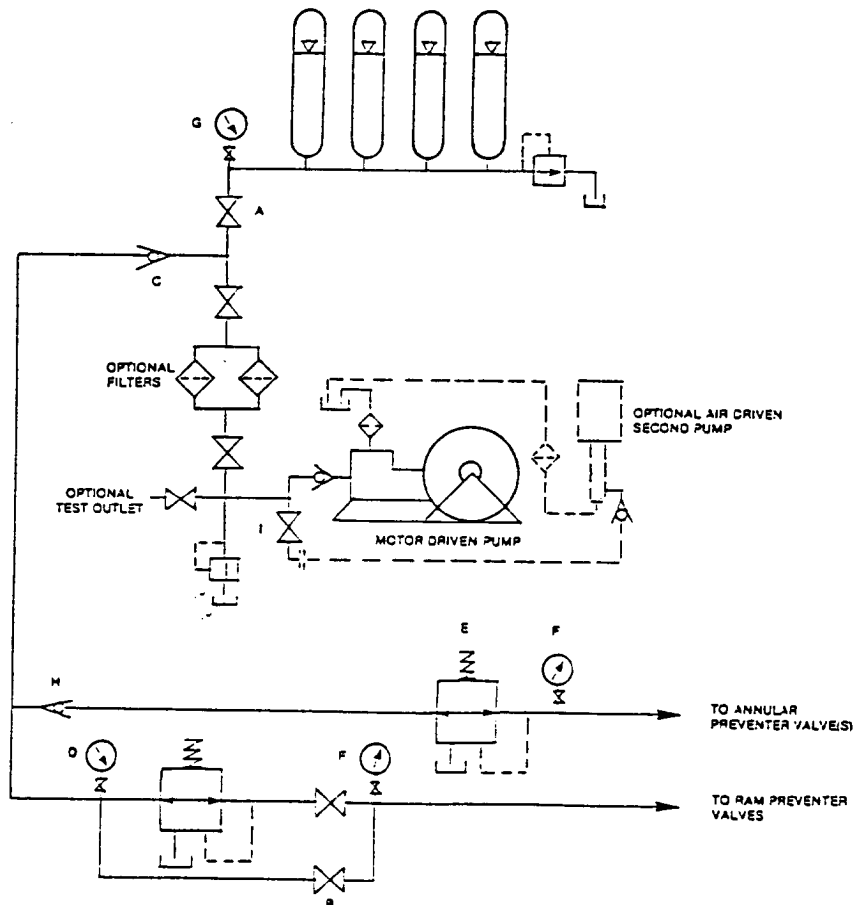 G
A
C
OPTIONAL
FILTERS
OPTIONAL AIR DRIVEN
SECOND PUMP
OPTIONAL
TEST OUTLET
I
MOTOR DRIVEN PUMP
E
F
H
TO ANNULAR
PREVENTER VALVE(S)
D
F
TO RAM PREVENTER
VALVES
B